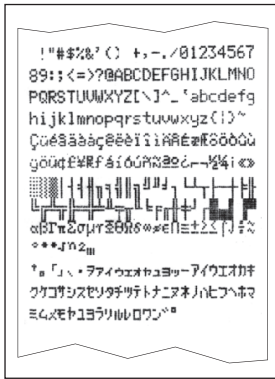 !"#$%&'() +,-./01234567
89:;<=>?@ABCDEFGHIJKLMNO
PQRSTUVWXYZ[\]^_`abcdefg
hijklmnopqrstuvwxyz{|}~
Çüéâäàåçêëèïîì ÄÅÉæÆôöòûù
ÿÖÜ¢£¥₧ƒáíóúñÑªº¿⌐¬½¼¡«»
░▒▓│┤╡╢╖╕╣║╗╝╜╛┐└┴┬├─┼╞╟
╚╔╩╦╠═╬╧╨╤╥╙╘╒╓╫╪┘┌█▄▌▐▀
αßΓπΣσµτΦΘΩδ∞øε∩≡±≥≤⌠⌡÷≈
°∙·√ⁿ²
。「」、・ヲァィゥェォャュョッーアイウエオカキ
クケコサシスセソタチツテトナニヌネノハヒフヘホマ
ミムメモヤユヨラリルレロワン゛゜